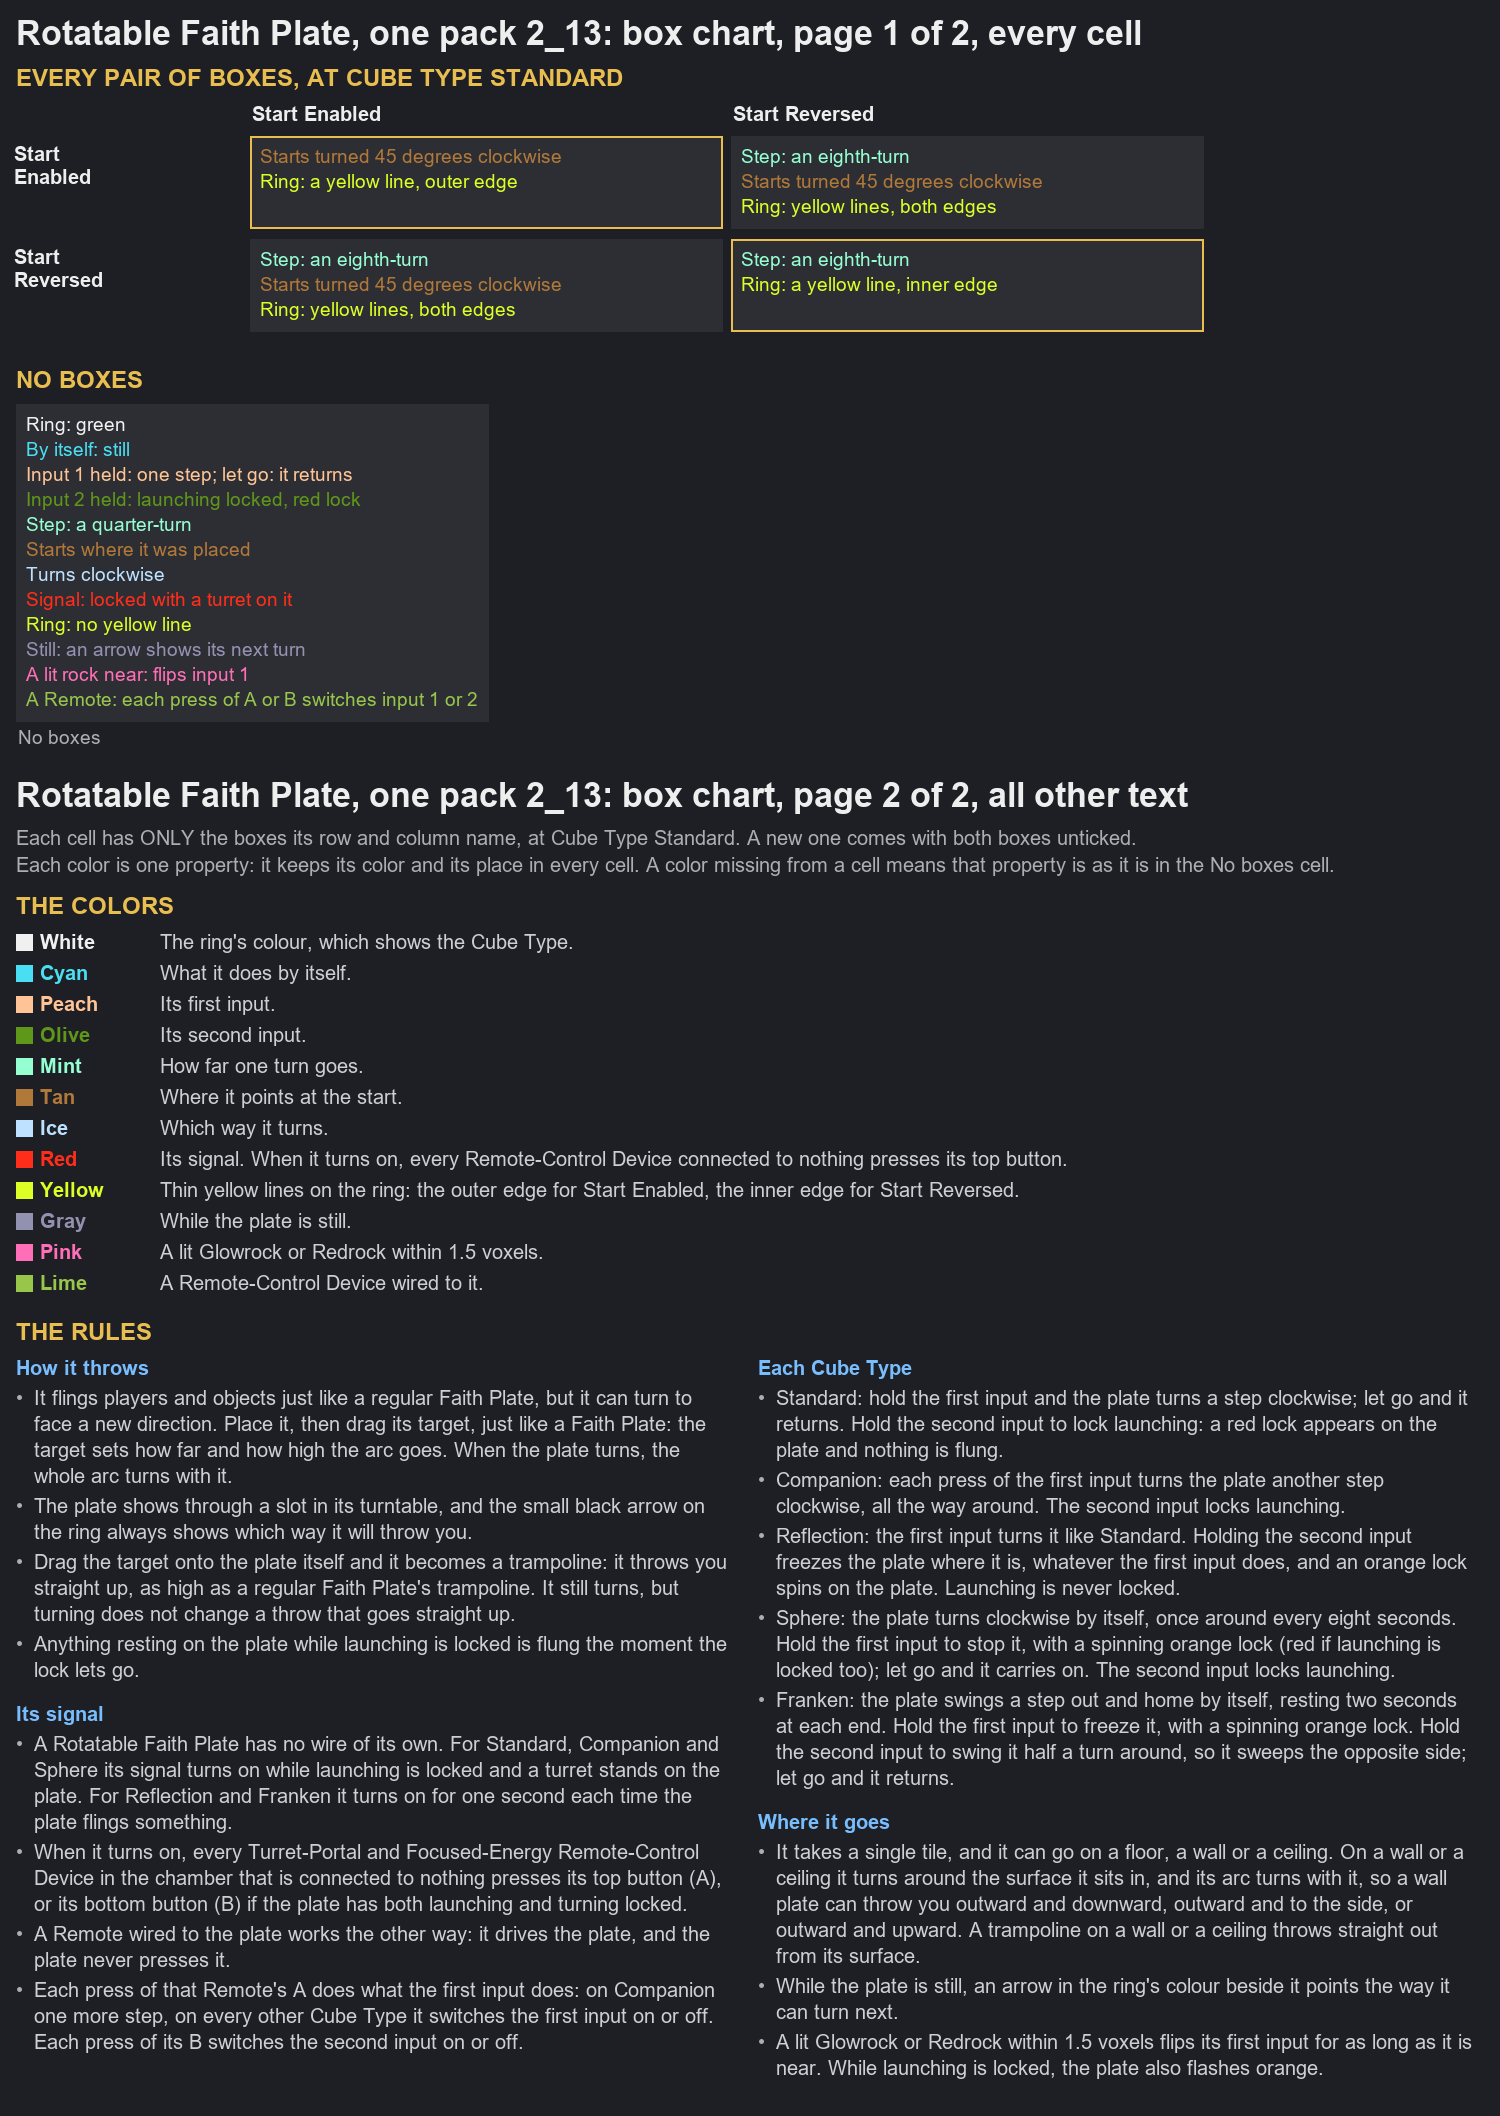 Rotatable Faith Plate, one pack 2_13: box chart, page 1 of 2, every cell
EVERY PAIR OF BOXES, AT CUBE TYPE STANDARD
Start Enabled
Start Reversed
Start
Enabled
Starts turned 45 degrees clockwise
Ring: a yellow line, outer edge
Step: an eighth-turn
Starts turned 45 degrees clockwise
Ring: yellow lines, both edges
Start
Reversed
Step: an eighth-turn
Starts turned 45 degrees clockwise
Ring: yellow lines, both edges
Step: an eighth-turn
Ring: a yellow line, inner edge
NO BOXES
Ring: green
By itself: still
Input 1 held: one step; let go: it returns
Input 2 held: launching locked, red lock
Step: a quarter-turn
Starts where it was placed
Turns clockwise
Signal: locked with a turret on it
Ring: no yellow line
Still: an arrow shows its next turn
A lit rock near: flips input 1
A Remote: each press of A or B switches input 1 or 2
No boxes
Rotatable Faith Plate, one pack 2_13: box chart, page 2 of 2, all other text
Each cell has ONLY the boxes its row and column name, at Cube Type Standard. A new one comes with both boxes unticked.
Each color is one property: it keeps its color and its place in every cell. A color missing from a cell means that property is as it is in the No boxes cell.
THE COLORS
White The ring's colour, which shows the Cube Type.
Cyan What it does by itself.
Peach Its first input.
Olive Its second input.
Mint How far one turn goes.
Tan Where it points at the start.
Ice Which way it turns.
Red Its signal. When it turns on, every Remote-Control Device connected to nothing presses its top button.
Yellow Thin yellow lines on the ring: the outer edge for Start Enabled, the inner edge for Start Reversed.
Gray While the plate is still.
Pink A lit Glowrock or Redrock within 1.5 voxels.
Lime A Remote-Control Device wired to it.
THE RULES
How it throws
• It flings players and objects just like a regular Faith Plate, but it can turn to
face a new direction. Place it, then drag its target, just like a Faith Plate: the
target sets how far and how high the arc goes. When the plate turns, the
whole arc turns with it.
• The plate shows through a slot in its turntable, and the small black arrow on
the ring always shows which way it will throw you.
• Drag the target onto the plate itself and it becomes a trampoline: it throws you
straight up, as high as a regular Faith Plate's trampoline. It still turns, but
turning does not change a throw that goes straight up.
• Anything resting on the plate while launching is locked is flung the moment the
lock lets go.
Its signal
• A Rotatable Faith Plate has no wire of its own. For Standard, Companion and
Sphere its signal turns on while launching is locked and a turret stands on the
plate. For Reflection and Franken it turns on for one second each time the
plate flings something.
• When it turns on, every Turret-Portal and Focused-Energy Remote-Control
Device in the chamber that is connected to nothing presses its top button (A),
or its bottom button (B) if the plate has both launching and turning locked.
• A Remote wired to the plate works the other way: it drives the plate, and the
plate never presses it.
• Each press of that Remote's A does what the first input does: on Companion
one more step, on every other Cube Type it switches the first input on or off.
Each press of its B switches the second input on or off.
Each Cube Type
• Standard: hold the first input and the plate turns a step clockwise; let go and it
returns. Hold the second input to lock launching: a red lock appears on the
plate and nothing is flung.
• Companion: each press of the first input turns the plate another step
clockwise, all the way around. The second input locks launching.
• Reflection: the first input turns it like Standard. Holding the second input
freezes the plate where it is, whatever the first input does, and an orange lock
spins on the plate. Launching is never locked.
• Sphere: the plate turns clockwise by itself, once around every eight seconds.
Hold the first input to stop it, with a spinning orange lock (red if launching is
locked too); let go and it carries on. The second input locks launching.
• Franken: the plate swings a step out and home by itself, resting two seconds
at each end. Hold the first input to freeze it, with a spinning orange lock. Hold
the second input to swing it half a turn around, so it sweeps the opposite side;
let go and it returns.
Where it goes
• It takes a single tile, and it can go on a floor, a wall or a ceiling. On a wall or a
ceiling it turns around the surface it sits in, and its arc turns with it, so a wall
plate can throw you outward and downward, outward and to the side, or
outward and upward. A trampoline on a wall or a ceiling throws straight out
from its surface.
• While the plate is still, an arrow in the ring's colour beside it points the way it
can turn next.
• A lit Glowrock or Redrock within 1.5 voxels flips its first input for as long as it is
near. While launching is locked, the plate also flashes orange.